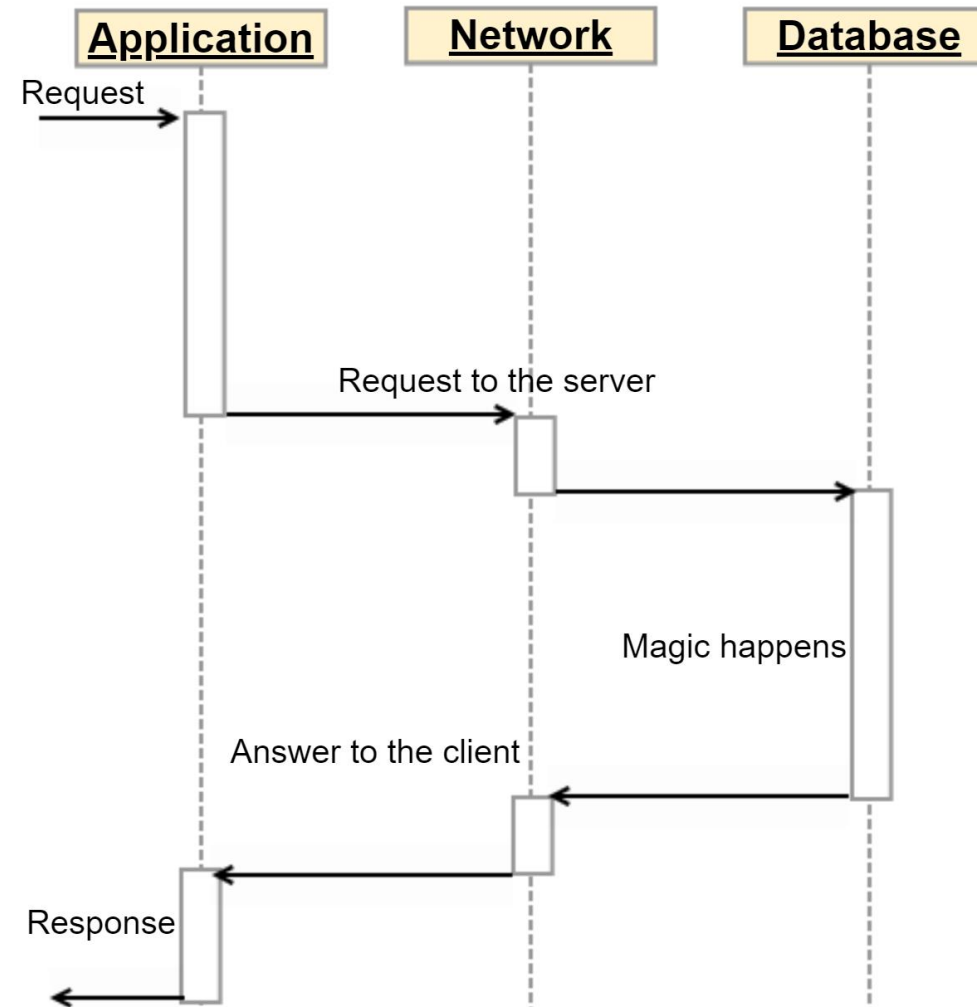 Application
Network
Database
Request
Request to the server
Magic happens
Answer to the client
Response